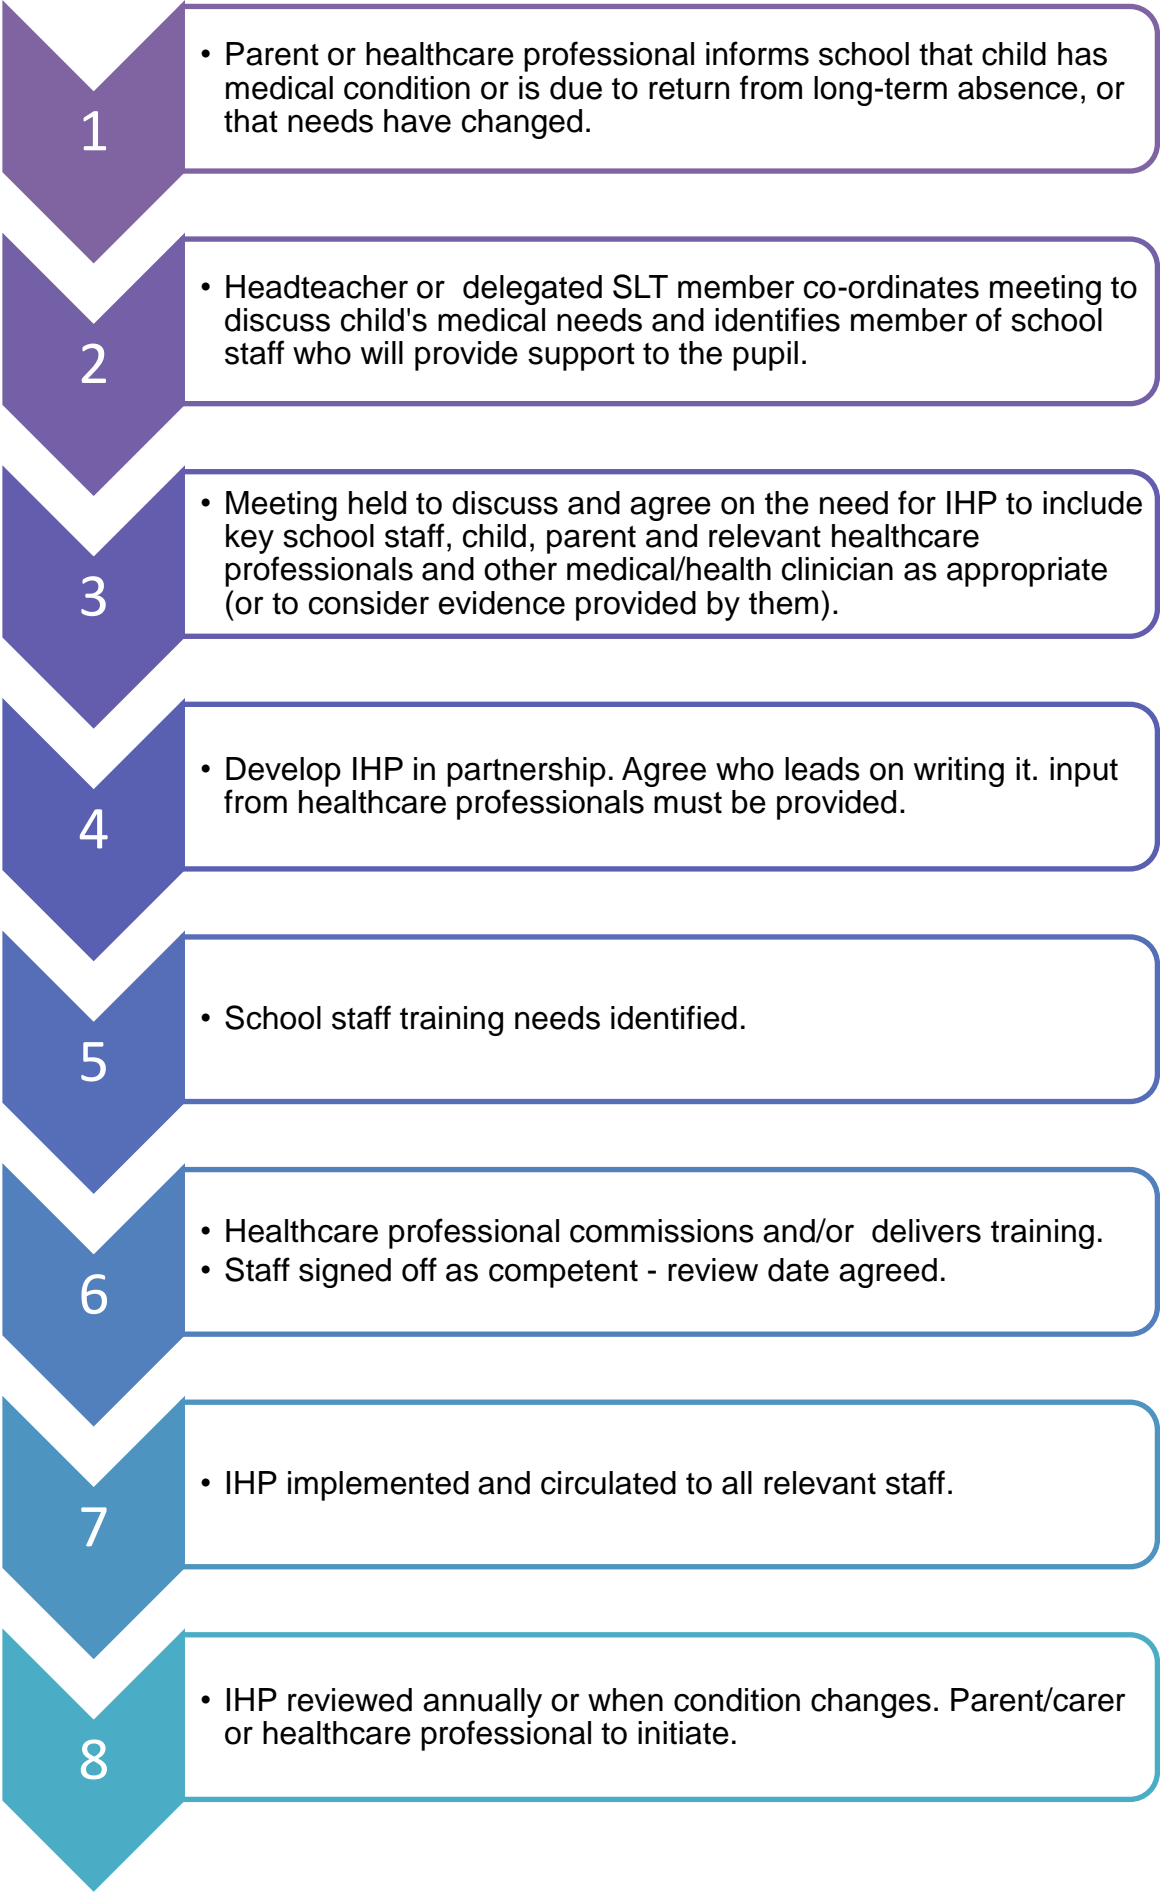 1
• Parent or healthcare professional informs school that child has
medical condition or is due to return from long-term absence, or
that needs have changed.
2
• Headteacher or  delegated SLT member co-ordinates meeting to
discuss child's medical needs and identifies member of school
staff who will provide support to the pupil.
3
• Meeting held to discuss and agree on the need for IHP to include
key school staff, child, parent and relevant healthcare
professionals and other medical/health clinician as appropriate
(or to consider evidence provided by them).
4
• Develop IHP in partnership. Agree who leads on writing it. input
from healthcare professionals must be provided.
5
• School staff training needs identified.
6
• Healthcare professional commissions and/or  delivers training.
• Staff signed off as competent - review date agreed.
7
• IHP implemented and circulated to all relevant staff.
8
• IHP reviewed annually or when condition changes. Parent/carer
or healthcare professional to initiate.